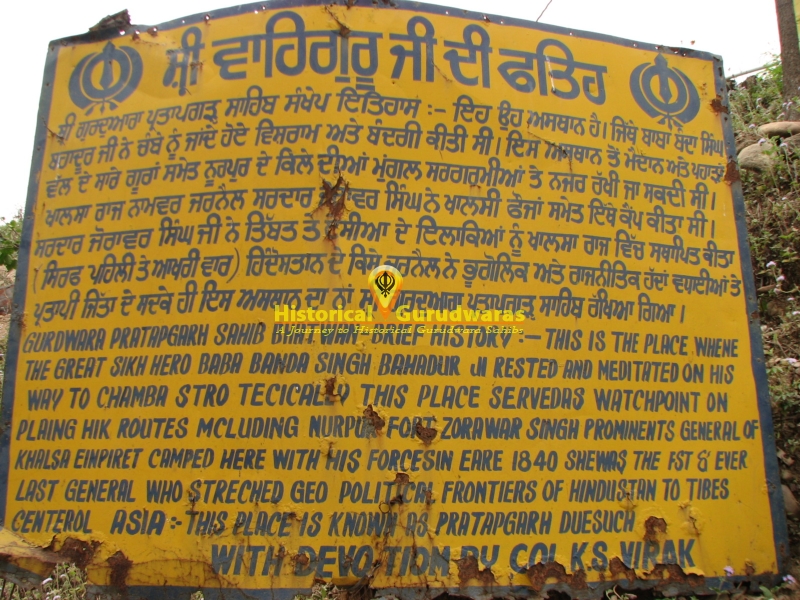 ਸ੍ਰੀ ਵਾਹਿਗੁਰੂ ਜੀ ਦੀ ਫਤਿਹ
ਸ੍ਰੀ ਗੁਰਦੁਆਰਾ ਪ੍ਰਤਾਪਗੜ੍ਹ ਸਾਹਿਬ ਸੰਖੇਪ ਇਤਿਹਾਸ :- ਇਹ ਉਹ ਅਸਥਾਨ ਹੈ। ਜਿੱਥੇ ਬਾਬਾ ਬੰਦਾ ਸਿੰਘ
ਬਹਾਦੁਰ ਜੀ ਨੇ ਚੰਬੇ ਨੂੰ ਜਾਂਦੇ ਹੋਏ ਵਿਸ਼ਰਾਮ ਅਤੇ ਬੰਦਗੀ ਕੀਤੀ ਸੀ। ਇਸ ਅਸਥਾਨ ਤੋਂ ਮੈਦਾਨ ਅਤੇ ਪਹਾੜਾਂ
ਵੱਲ ਦੇ ਸਾਰੇ ਰੂਰਾਂ ਸਮੇਤ ਨੂਰਪੁਰ ਦੇ ਕਿਲੇ ਦੀਆਂ ਮੁੰਗਲ ਸਰਗਰਮੀਆਂ ਤੇ ਨਜਰ ਰੱਖੀ ਜਾ ਸਕਦੀ ਸੀ।
ਖਾਲਸਾ ਰਾਜ ਨਾਮਵਰ ਜਰਨੈਲ ਸਰਦਾਰ ਸਿੰਘ ਨੇ ਖਾਲਸੀ ਫੌਜਾਂ ਸਮੇਤ ਇੱਥੇ ਕੈਂਪ ਕੀਤਾ ਸੀ।
ਸਰਦਾਰ ਜੋਰਾਵਰ ਸਿੰਘ ਜੀ ਨੇ ਤਿੱਬਤ ਤੇ ਦੇ ਇਲਾਕਿਆਂ ਨੂੰ ਖਾਲਸਾ ਰਾਜ ਵਿੱਚ ਸਥਾਪਿਤ ਕੀਤਾ
(ਸਿਰਫ ਪਹਿਲੀ ਤੇ ਆਖਰੀ ਵਾਰ) ਹਿੰਦੋਸਤਾਨ ਦੇ ਕਿਸੇ ਜਰਨੈਲ ਨੇ ਭੂਗੋਲਿਕ ਅਤੇ ਰਾਜਨੀਤਿਕ ਹੱਦਾਂ ਵਧਾਈਆਂ ਤੇ
ਪ੍ਰਤਾਪੀ ਜਿੱਤਾਂ ਦੇ ਸਦਕੇ ਹੀ ਇਸ ਅਸਥਾਨ ਦਾ ਨਾਂ ਪ੍ਰਤਾਪਗੜ੍ਹ ਸਾਹਿਬ ਰੱਖਿਆ ਗਿਆ।
Historical Gurudwaras
A Journey to Historical Gurudwara Sahibs
GURDWARA PRATAPGARH SAHIB HISTORY :- THIS IS THE PLACE WHENE
THE GREAT SIKH HERO BABA BANDA SINGH BAHADUR JI RESTED AND MEDITATED ON HIS
WAY TO CHAMBA STRO TECICALLY THIS PLACE SERVEDAS WATCHPOINT ON
PLAING HIK ROUTES MCLUDING NURPUR FORT ZORAWAR SINGH PROMINENTS GENERAL OF
KHALSA EINPIRET CAMPED HERE WITH HIS FORCESIN EARE 1840 SHEWAS THE FST & EVER
LAST GENERAL WHO STRECHED GEO POLITICAL FRONTIERS OF HINDUSTAN TO TIBES
CENTEROL ASIA :- THIS PLACE IS KNOWN AS PRATAPGARH DUESUCH
WITH DEVOTION BY COL K.S. VIRAK